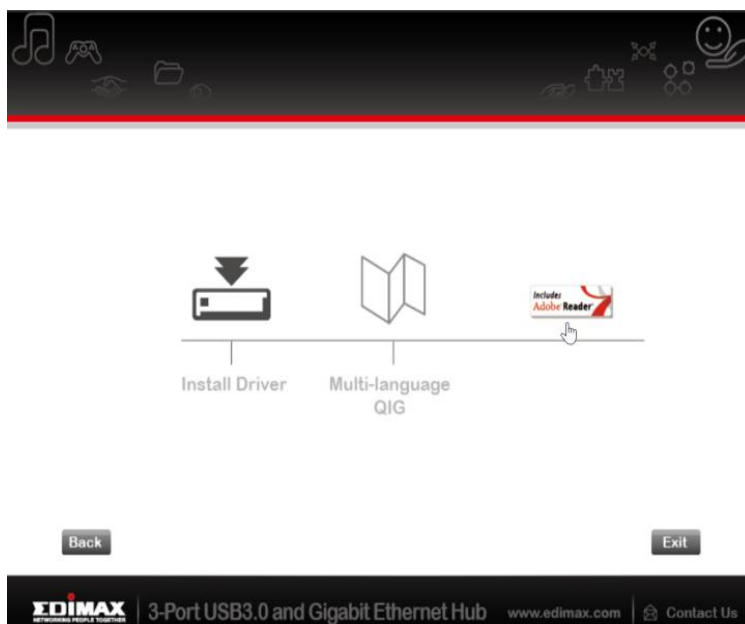 Includes
Adobe Reader
Install Driver
Multi-language
QIG
Back
Exit
EDIMAX
NETWORKING PEOPLE TOGETHER
3-Port USB3.0 and Gigabit Ethernet Hub
www.edimax.com
Contact Us